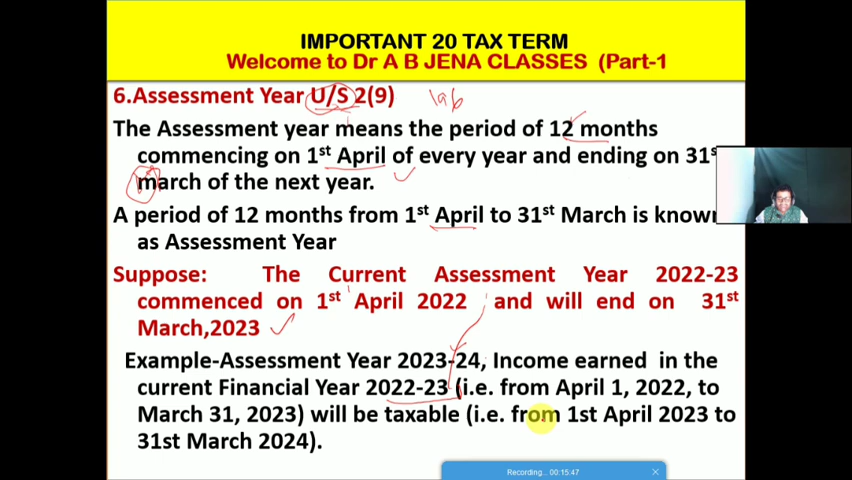 IMPORTANT 20 TAX TERM
Welcome to Dr A B JENA CLASSES (Part-1
6.Assessment Year U/S 2(9)
The Assessment year means the period of 12 months
commencing on 1st April of every year and ending on 31s
march of the next year.
A period of 12 months from 1st April to 31st March is known
as Assessment Year
Suppose: The Current Assessment Year 2022-23
commenced on 1st April 2022 and will end on 31st
March,2023
Example-Assessment Year 2023-24, Income earned in the
current Financial Year 2022-23 (i.e. from April 1, 2022, to
March 31, 2023) will be taxable (i.e. from 1st April 2023 to
31st March 2024).
Recording... 00:15:47